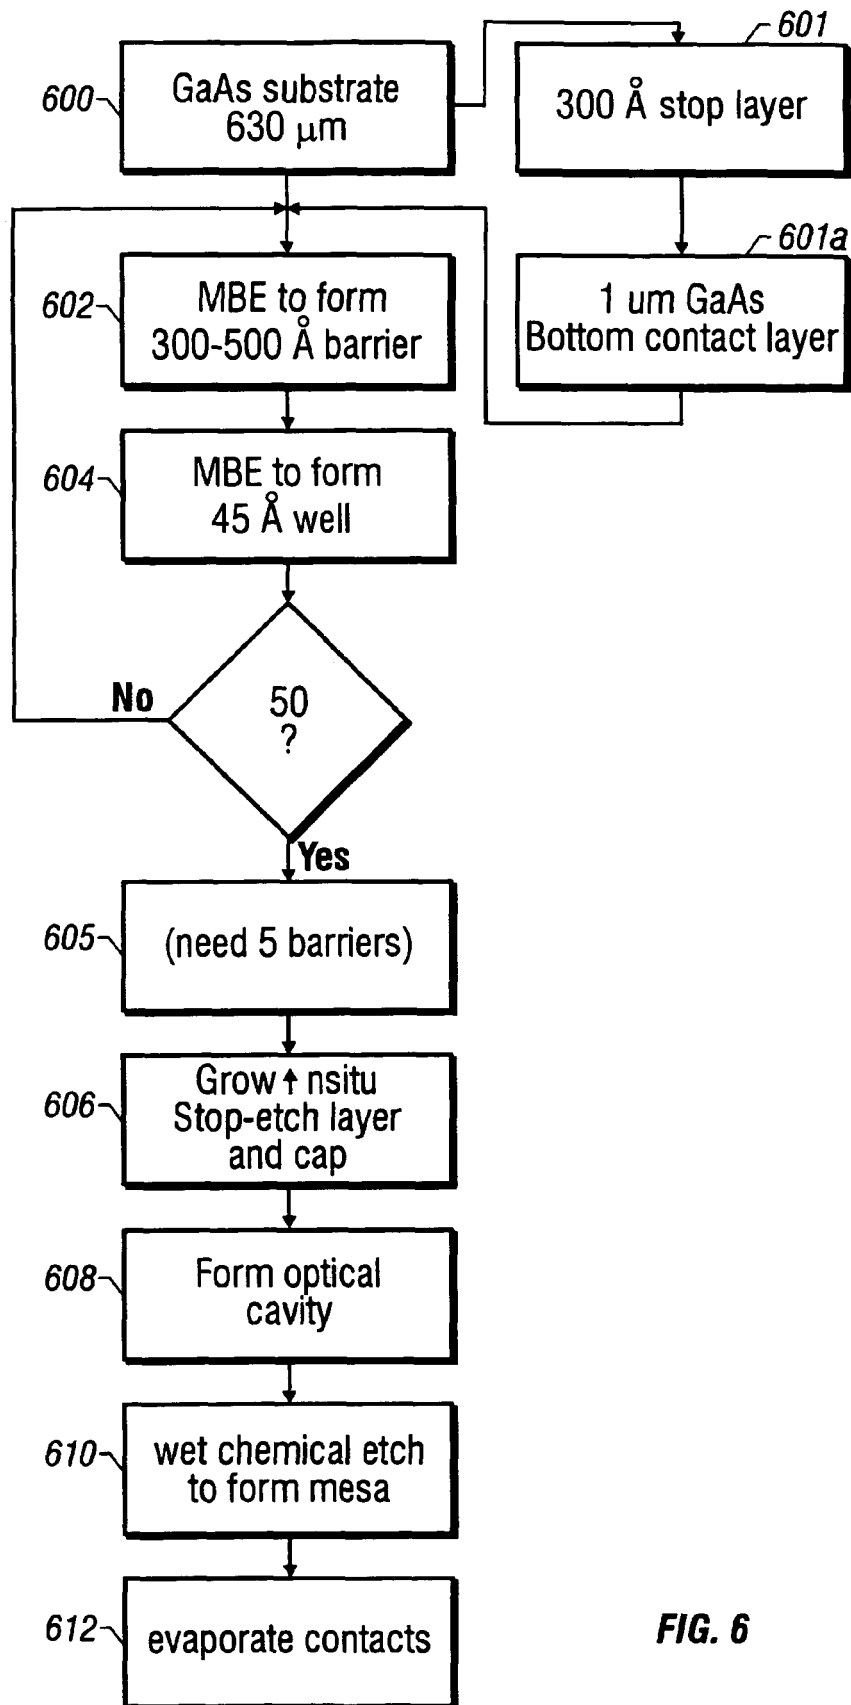 601
600
GaAs substrate
630 μm
300 Å stop layer
601a
602
MBE to form
300-500 Å barrier
1 um GaAs
Bottom contact layer
604
MBE to form
45 Å well
No
50
?
Yes
605
(need 5 barriers)
606
Grow ↑ nsitu
Stop-etch layer
and cap
608
Form optical
cavity
610
wet chemical etch
to form mesa
612
evaporate contacts
FIG. 6